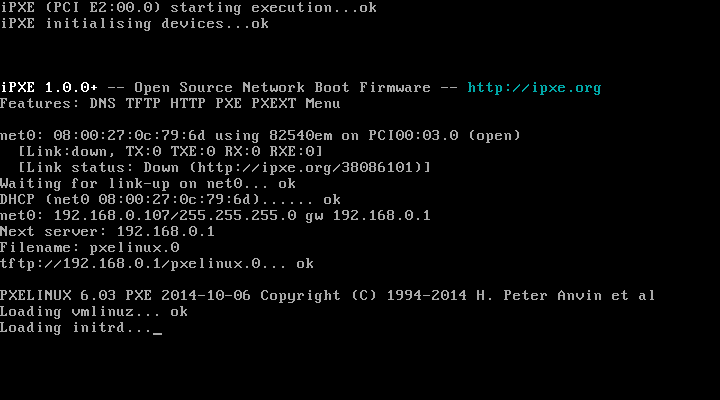 iPXE (PCI E2:00.0) starting execution...ok
iPXE initialising devices...ok
iPXE 1.0.0+ -- Open Source Network Boot Firmware -- http://ipxe.org
Features: DNS TFTP HTTP PXE PXEXT Menu
net0: 08:00:27:0c:79:6d using 82540em on PCI00:03.0 (open)
[Link:down, TX:0 TXE:0 RX:0 RXE:0]
[Link status: Down (http://ipxe.org/38086101)]
Waiting for link-up on net0... ok
DHCP (net0 08:00:27:0c:79:6d)...... ok
net0: 192.168.0.107/255.255.255.0 gw 192.168.0.1
Next server: 192.168.0.1
Filename: pxelinux.0
tftp://192.168.0.1/pxelinux.0... ok
PXELINUX 6.03 PXE 2014-10-06 Copyright (C) 1994-2014 H. Peter Anvin et al
Loading vmlinuz... ok
Loading initrd..._